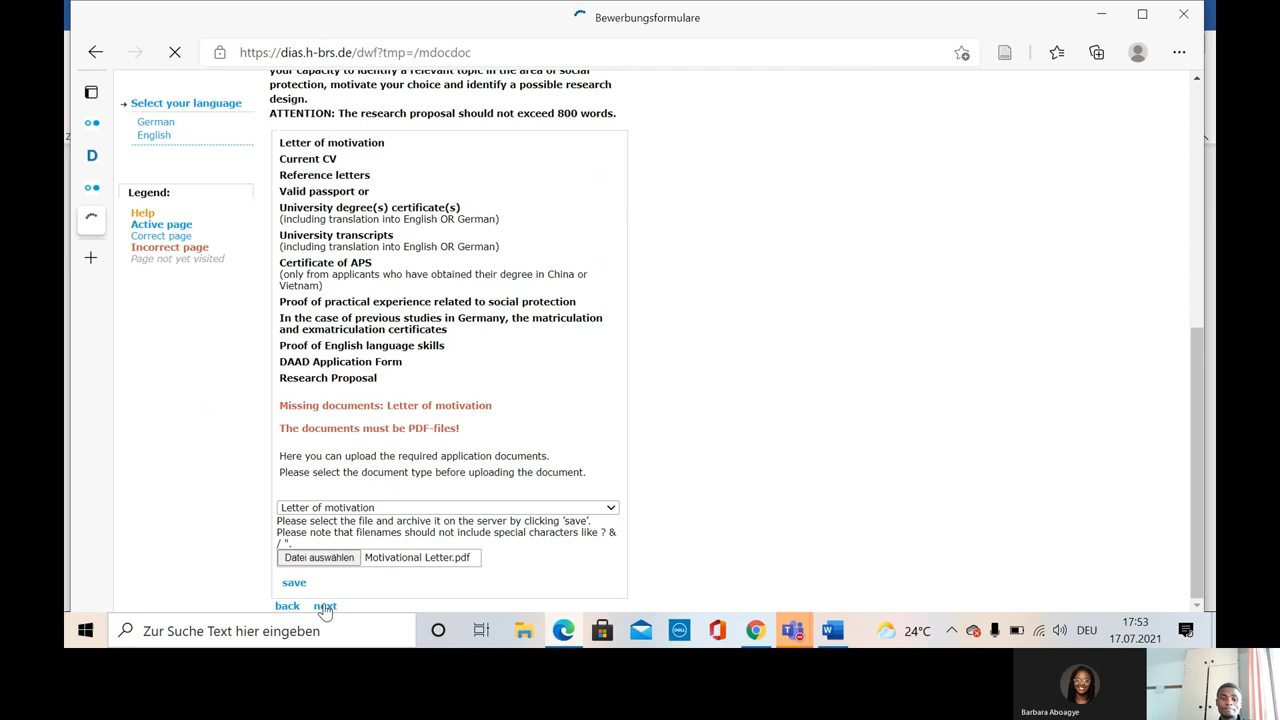 Bewerbungsformulare
https://dias.h-brs.de/dwf?tmp=/mdocdoc
your capacity to identify a relevant topic in the area of social
protection, motivate your choice and identify a possible research
design.
ATTENTION: The research proposal should not exceed 800 words.
Select your language
German
English
Legend:
Help
Active page
Correct page
Incorrect page
Page not yet visited
Letter of motivation
Current CV
Reference letters
Valid passport or
University degree(s) certificate(s)
(including translation into English OR German)
University transcripts
(including translation into English OR German)
Certificate of APS
(only from applicants who have obtained their degree in China or
Vietnam)
Proof of practical experience related to social protection
In the case of previous studies in Germany, the matriculation
and exmatriculation certificates
Proof of English language skills
DAAD Application Form
Research Proposal
Missing documents: Letter of motivation
The documents must be PDF-files!
Here you can upload the required application documents.
Please select the document type before uploading the document.
Letter of motivation
Please select the file and archive it on the server by clicking 'save'.
Please note that filenames should not include special characters like ? &
/ ".
Datei auswählen Motivational Letter.pdf
save
back next
Zur Suche Text hier eingeben
DELL
24°C
DEU
17:53
17.07.2021
Barbara Aboagye